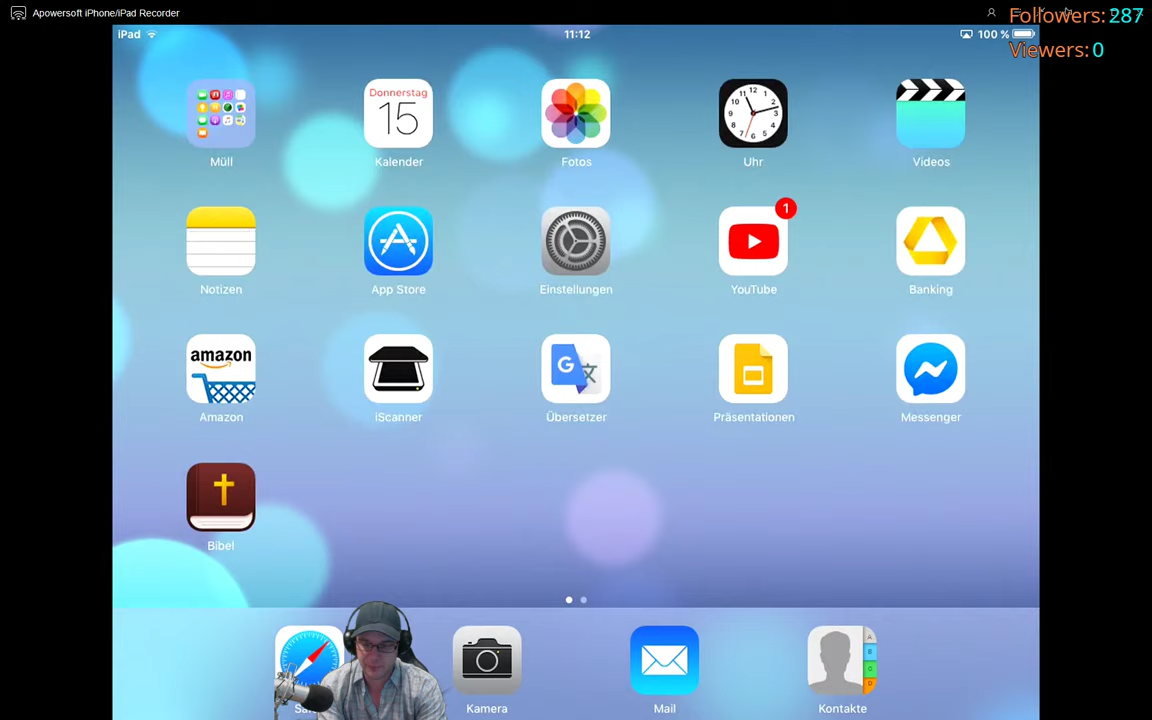 Apowersoft iPhone/iPad Recorder
Followers: 287
Viewers: 0
iPad 11:12 100 %
Müll Donnerstag 15 Kalender Fotos Uhr Videos
Notizen App Store Einstellungen 1 YouTube Banking
amazon Amazon iScanner G Übersetzer Präsentationen Messenger
Bibel
Kamera Mail Kontakte